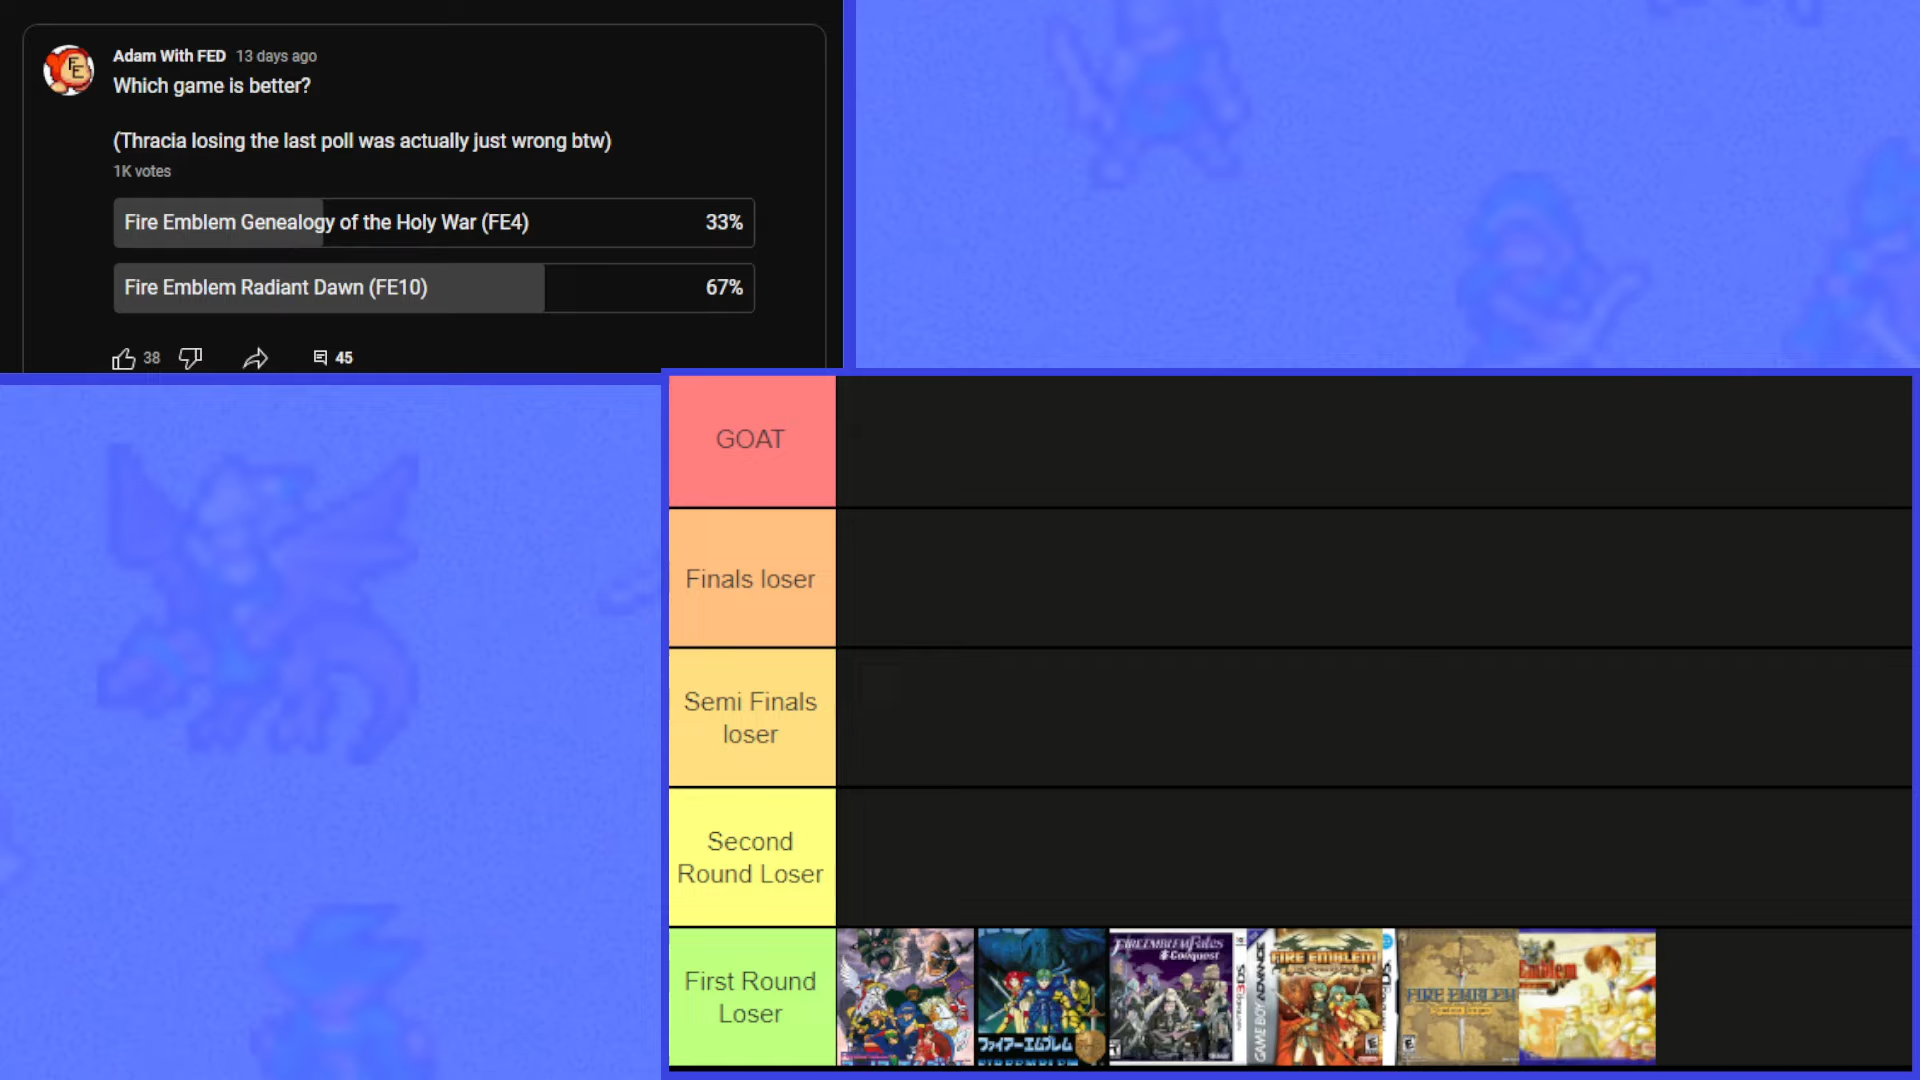 Adam With FED 13 days ago
Which game is better?
(Thracia losing the last poll was actually just wrong btw)
1K votes
Fire Emblem Genealogy of the Holy War (FE4) 33%
Fire Emblem Radiant Dawn (FE10) 67%
38 45
GOAT
Finals loser
Semi Finals
loser
Second
Round Loser
First Round
Loser
ファイアーエムブレム
FIRE EMBLEM Fates
Conquest
NINTENDO 3DS
GAME BOY ADVANCE
FIRE EMBLEM
FIRE EMBLEM
Emblem